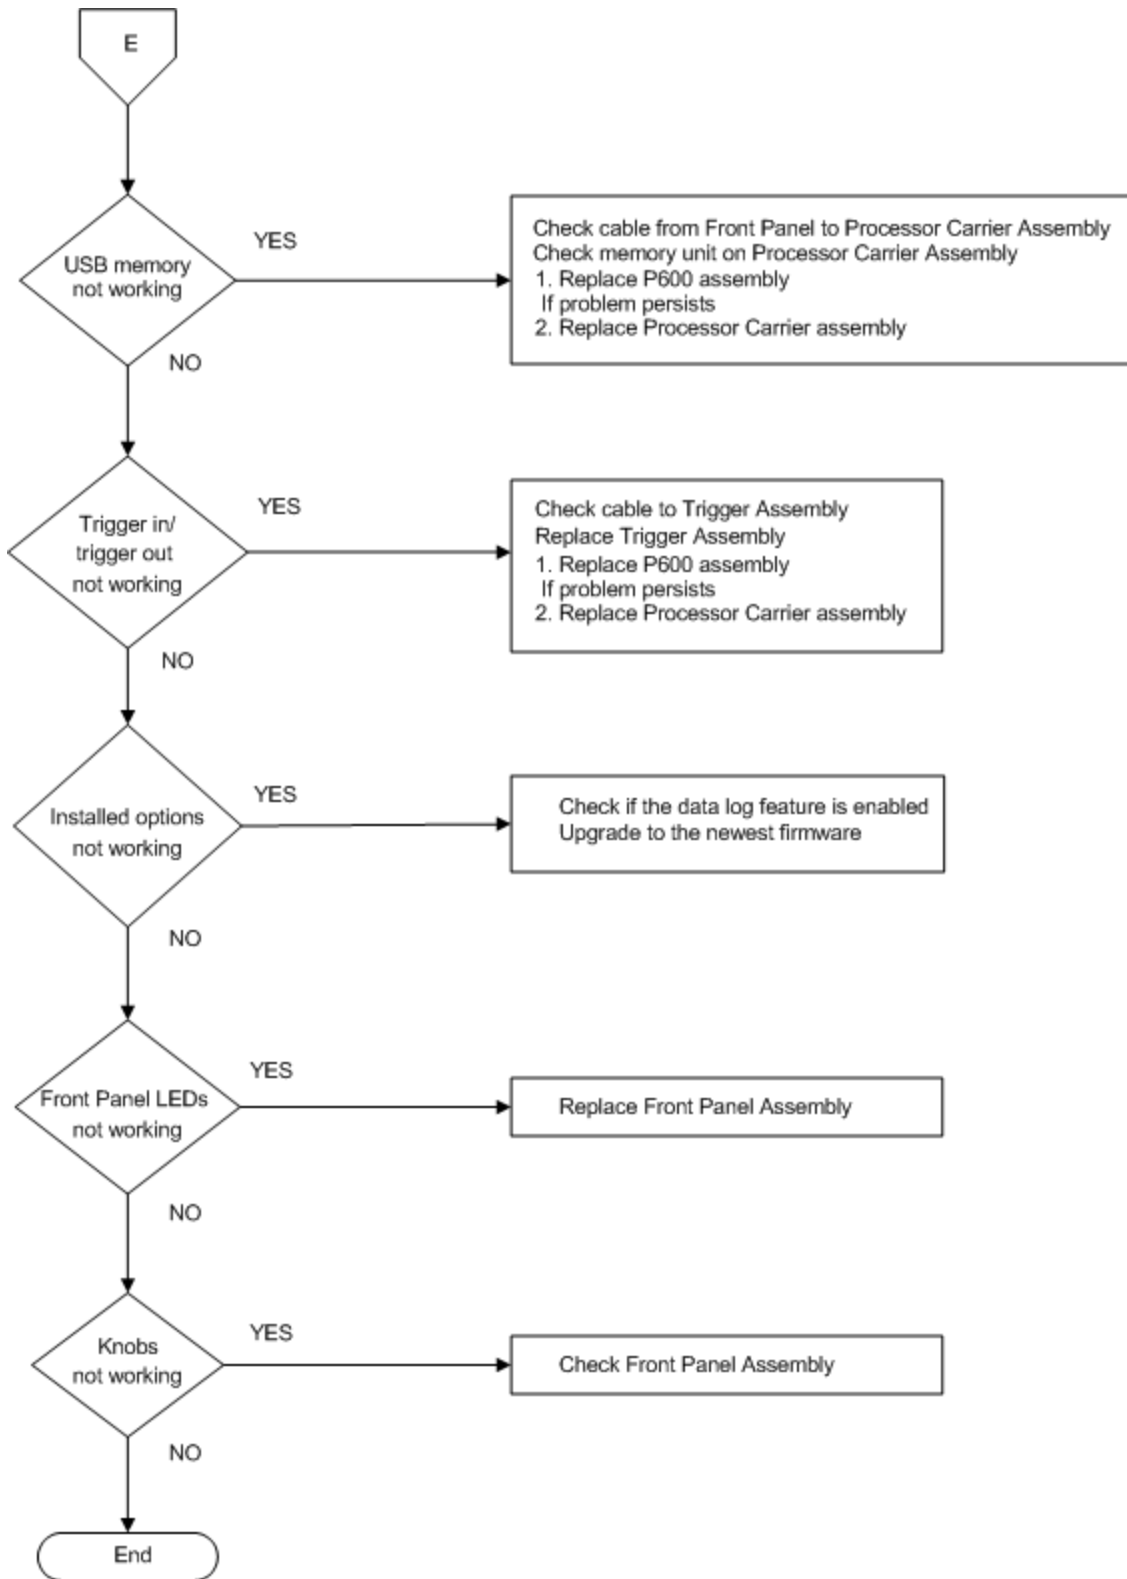 E
USB memory
not working
YES
Check cable from Front Panel to Processor Carrier Assembly
Check memory unit on Processor Carrier Assembly
1. Replace P600 assembly
If problem persists
2. Replace Processor Carrier assembly
NO
Trigger in/
trigger out
not working
YES
Check cable to Trigger Assembly
Replace Trigger Assembly
1. Replace P600 assembly
If problem persists
2. Replace Processor Carrier assembly
NO
Installed options
not working
YES
Check if the data log feature is enabled
Upgrade to the newest firmware
NO
Front Panel LEDs
not working
YES
Replace Front Panel Assembly
NO
Knobs
not working
YES
Check Front Panel Assembly
NO
End